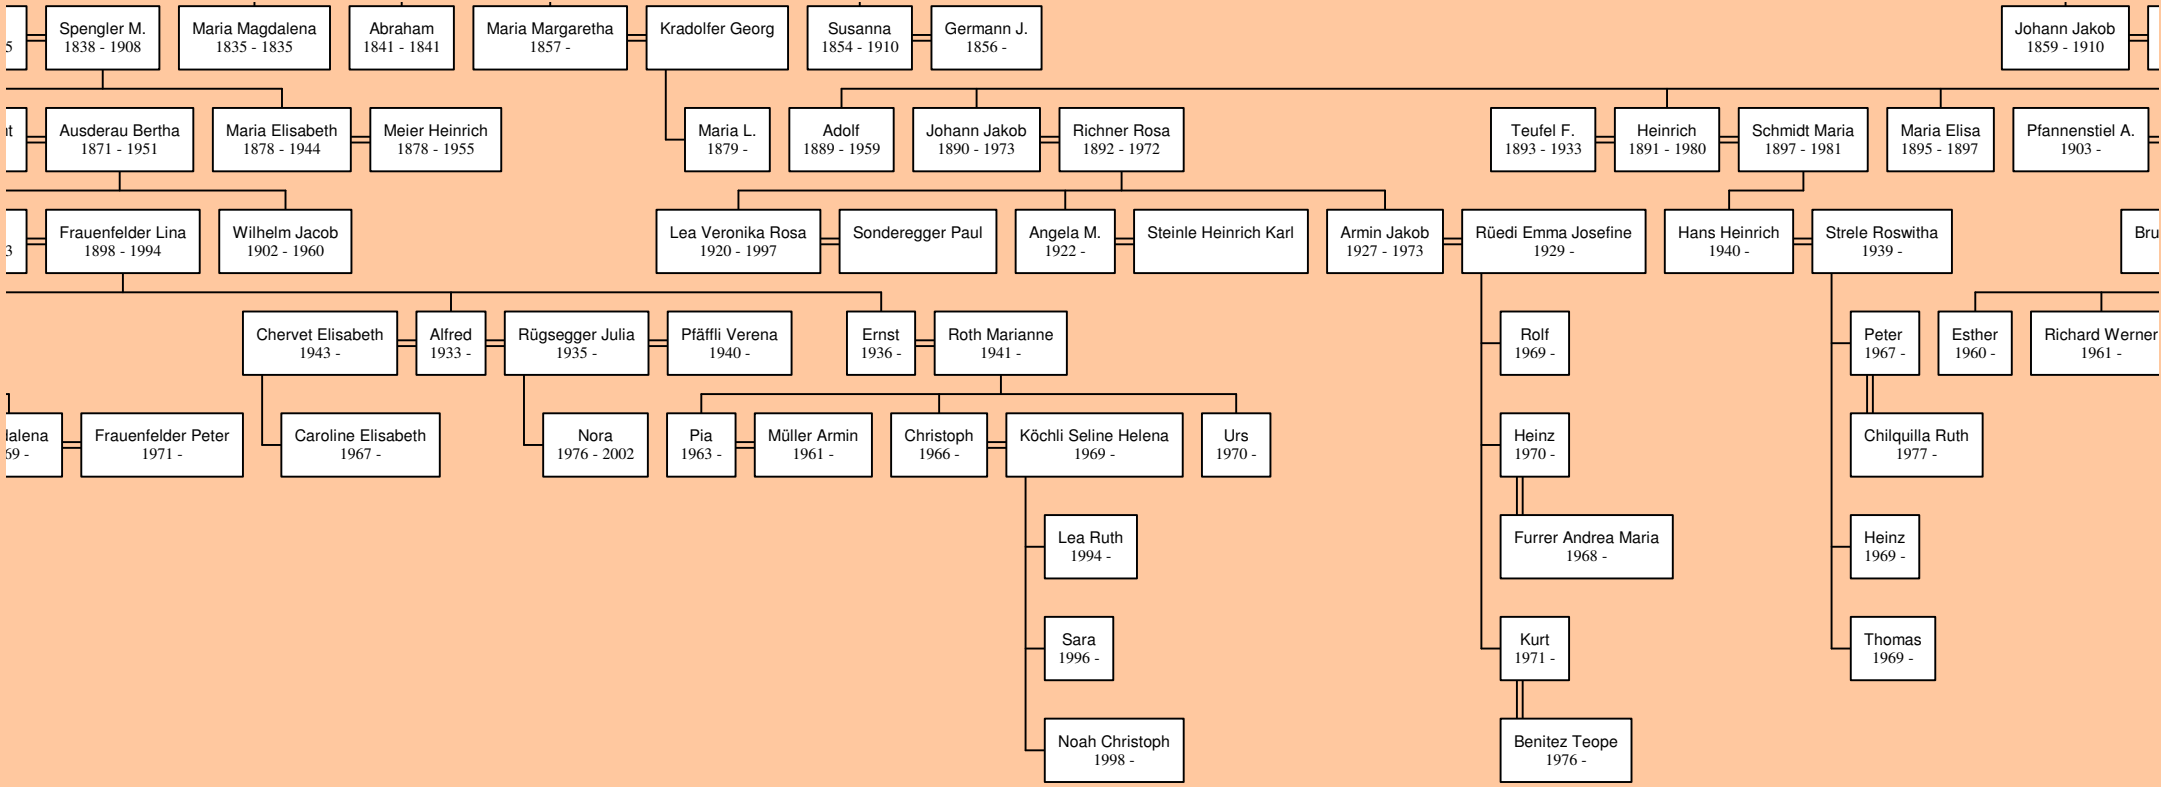 Spengler M.
1838 - 1908
Maria Magdalena
1835 - 1835
Abraham
1841 - 1841
Maria Margaretha
1857 -
Kradolfer Georg
Susanna
1854 - 1910
Germann J.
1856 -
Johann Jakob
1859 - 1910
Ausderau Bertha
1871 - 1951
Maria Elisabeth
1878 - 1944
Meier Heinrich
1878 - 1955
Maria L.
1879 -
Adolf
1889 - 1959
Johann Jakob
1890 - 1973
Richner Rosa
1892 - 1972
Teufel F.
1893 - 1933
Heinrich
1891 - 1980
Schmidt Maria
1897 - 1981
Maria Elisa
1895 - 1897
Pfannenstiel A.
1903 -
Frauenfelder Lina
1898 - 1994
Wilhelm Jacob
1902 - 1960
Lea Veronika Rosa
1920 - 1997
Sonderegger Paul
Angela M.
1922 -
Steinle Heinrich Karl
Armin Jakob
1927 - 1973
Rüedi Emma Josefine
1929 -
Hans Heinrich
1940 -
Strele Roswitha
1939 -
Bru
Chervet Elisabeth
1943 -
Alfred
1933 -
Rügsegger Julia
1935 -
Pfäffli Verena
1940 -
Ernst
1936 -
Roth Marianne
1941 -
Rolf
1969 -
Peter
1967 -
Esther
1960 -
Richard Werner
1961 -
alena
69 -
Frauenfelder Peter
1971 -
Caroline Elisabeth
1967 -
Nora
1976 - 2002
Pia
1963 -
Müller Armin
1961 -
Christoph
1966 -
Köchli Seline Helena
1969 -
Urs
1970 -
Heinz
1970 -
Chilquilla Ruth
1977 -
Lea Ruth
1994 -
Furrer Andrea Maria
1968 -
Heinz
1969 -
Sara
1996 -
Kurt
1971 -
Thomas
1969 -
Noah Christoph
1998 -
Benitez Teope
1976 -